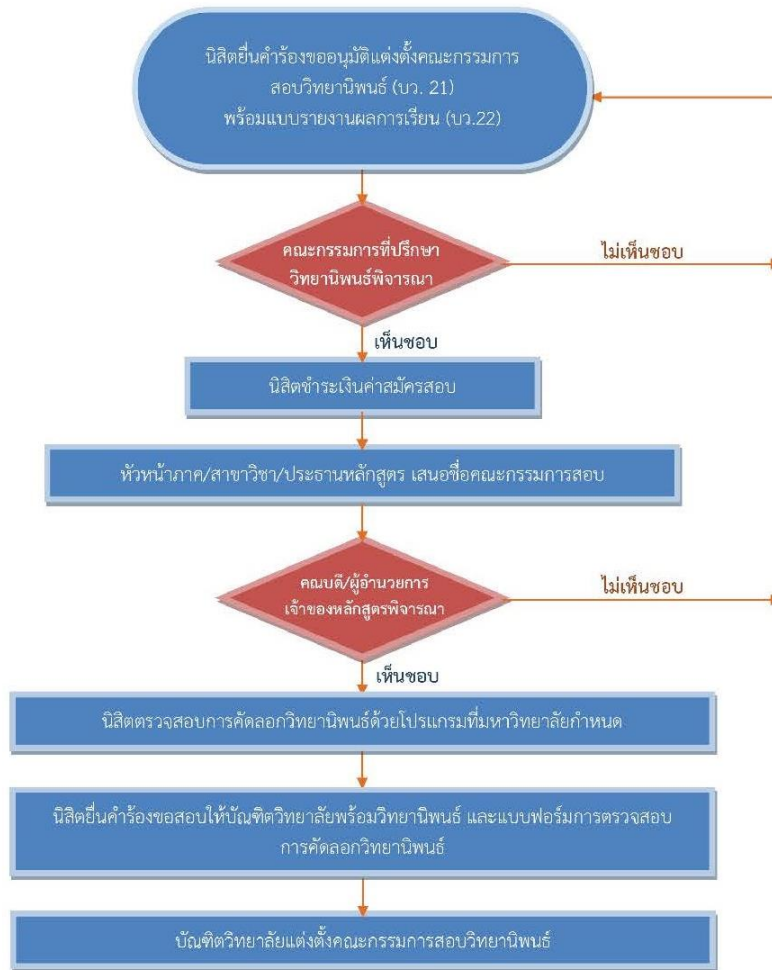 นิสิตยื่นคำร้องขออนุมัติแต่งตั้งคณะกรรมการ
สอบวิทยานิพนธ์ (บว. 21)
พร้อมแบบรายงานผลการเรียน (บว.22)
คณะกรรมการที่ปรึกษา
วิทยานิพนธ์พิจารณา
ไม่เห็นชอบ
เห็นชอบ
นิสิตชำระเงินค่าสมัครสอบ
หัวหน้าภาค/สาขาวิชา/ประธานหลักสูตร เสนอชื่อคณะกรรมการสอบ
คณบดี/ผู้อำนวยการ
เจ้าของหลักสูตรพิจารณา
ไม่เห็นชอบ
เห็นชอบ
นิสิตตรวจสอบการคัดลอกวิทยานิพนธ์ด้วยโปรแกรมที่มหาวิทยาลัยกำหนด
นิสิตยื่นคำร้องขอสอบให้บัณฑิตวิทยาลัยพร้อมวิทยานิพนธ์ และแบบฟอร์มการตรวจสอบ
การคัดลอกวิทยานิพนธ์
บัณฑิตวิทยาลัยแต่งตั้งคณะกรรมการสอบวิทยานิพนธ์